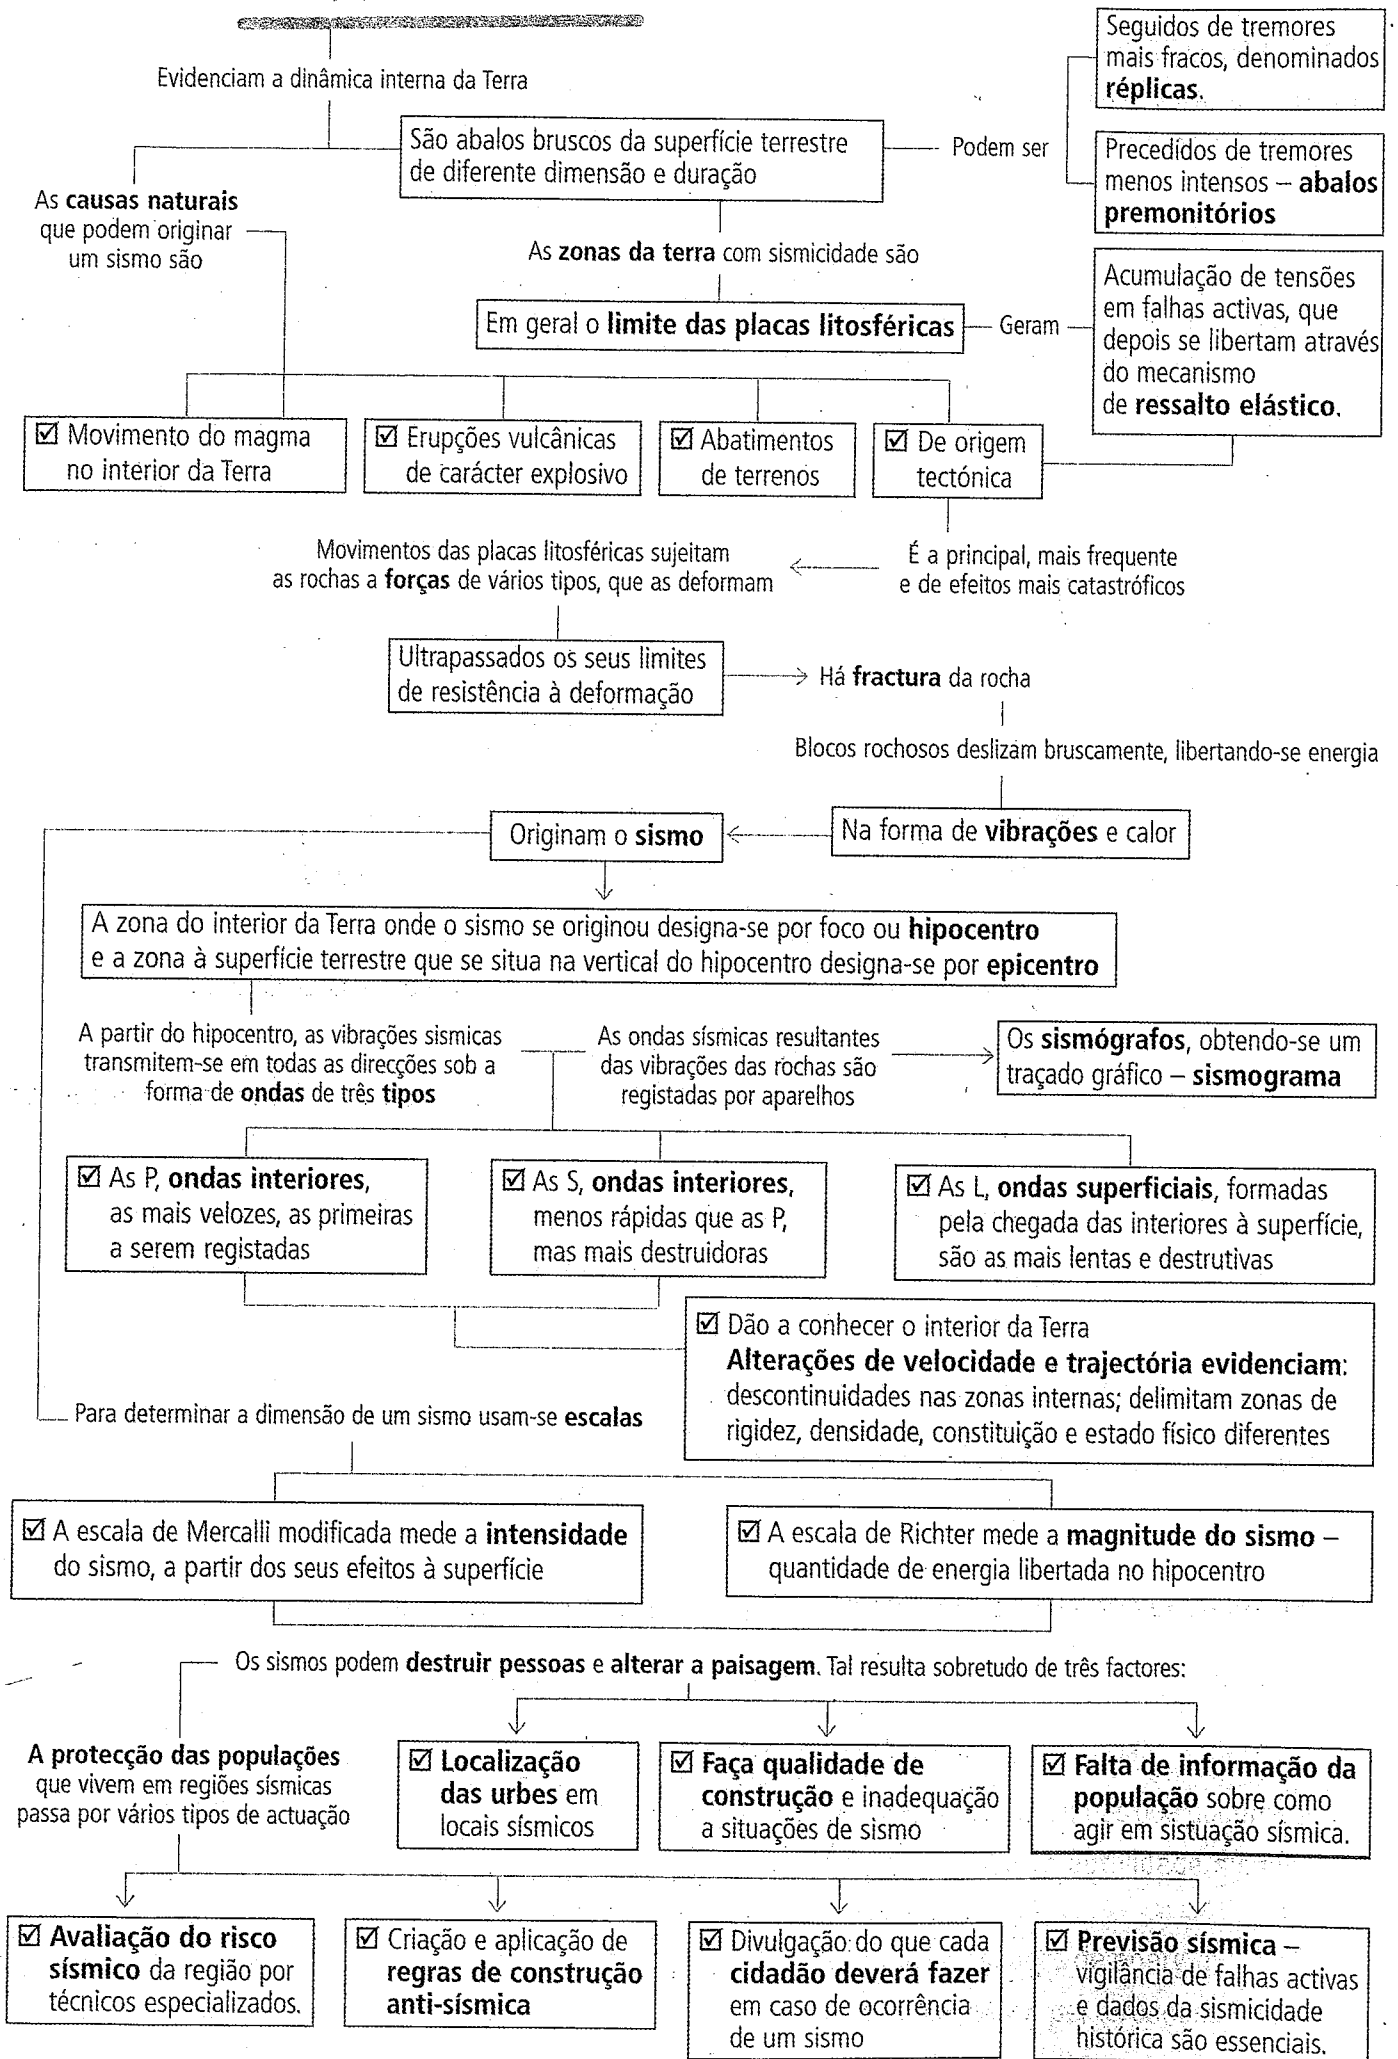 Evidenciam a dinâmica interna da Terra
São abalos bruscos da superfície terrestre
de diferente dimensão e duração
Podem ser
Seguidos de tremores
mais fracos, denominados
réplicas.
Precedidos de tremores
menos intensos – abalos
premonitórios
As causas naturais
que podem originar
um sismo são
As zonas da terra com sismicidade são
Em geral o limite das placas litosféricas
Geram
Acumulação de tensões
em falhas activas, que
depois se libertam através
do mecanismo
de ressalto elástico.
☑ Movimento do magma
no interior da Terra
☑ Erupções vulcânicas
de carácter explosivo
☑ Abatimentos
de terrenos
☑ De origem
tectónica
É a principal, mais frequente
e de efeitos mais catastróficos
Movimentos das placas litosféricas sujeitam
as rochas a forças de vários tipos, que as deformam
Ultrapassados os seus limites
de resistência à deformação
Há fractura da rocha
Blocos rochosos deslizam bruscamente, libertando-se energia
Na forma de vibrações e calor
Originam o sismo
A zona do interior da Terra onde o sismo se originou designa-se por foco ou hipocentro
e a zona à superfície terrestre que se situa na vertical do hipocentro designa-se por epicentro
A partir do hipocentro, as vibrações sismicas
transmitem-se em todas as direcções sob a
forma de ondas de três tipos
As ondas sísmicas resultantes
das vibrações das rochas são
registadas por aparelhos
Os sismógrafos, obtendo-se um
traçado gráfico – sismograma
☑ As P, ondas interiores,
as mais velozes, as primeiras
a serem registadas
☑ As S, ondas interiores,
menos rápidas que as P,
mas mais destruidoras
☑ As L, ondas superficiais, formadas
pela chegada das interiores à superfície,
são as mais lentas e destrutivas
☑ Dão a conhecer o interior da Terra
Alterações de velocidade e trajectória evidenciam:
descontinuidades nas zonas internas; delimitam zonas de
rigidez, densidade, constituição e estado físico diferentes
Para determinar a dimensão de um sismo usam-se escalas
☑ A escala de Mercalli modificada mede a intensidade
do sismo, a partir dos seus efeitos à superfície
☑ A escala de Richter mede a magnitude do sismo –
quantidade de energia libertada no hipocentro
Os sismos podem destruir pessoas e alterar a paisagem. Tal resulta sobretudo de três factores:
A protecção das populações
que vivem em regiões sísmicas
passa por vários tipos de actuação
☑ Localização
das urbes em
locais sísmicos
☑ Faça qualidade de
construção e inadequação
a situações de sismo
☑ Falta de informação da
população sobre como
agir em sistuação sísmica.
☑ Avaliação do risco
sísmico da região por
técnicos especializados.
☑ Criação e aplicação de
regras de construção
anti-sísmica
☑ Divulgação do que cada
cidadão deverá fazer
em caso de ocorrência
de um sismo
☑ Previsão sísmica –
vigilância de falhas activas
e dados da sismicidade
histórica são essenciais.